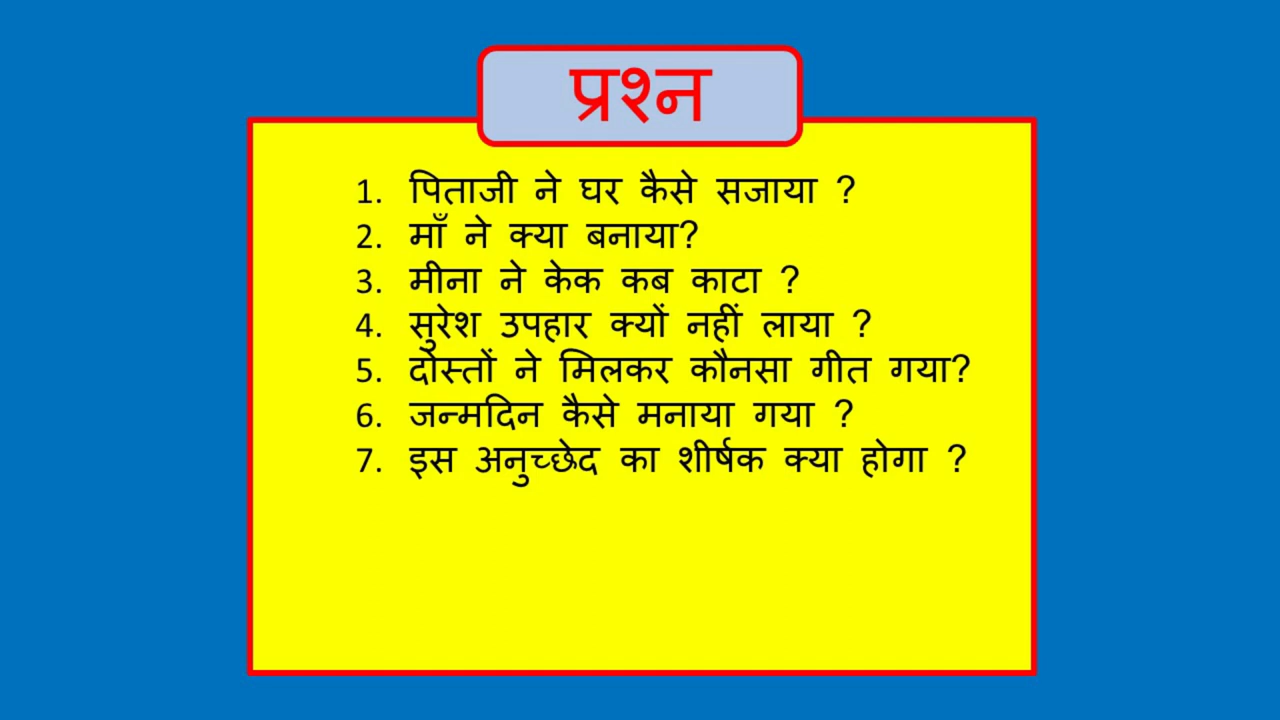 प्रश्न
1. पिताजी ने घर कैसे सजाया ?
2. माँ ने क्या बनाया?
3. मीना ने केक कब काटा ?
4. सुरेश उपहार क्यों नहीं लाया ?
5. दोस्तों ने मिलकर कौनसा गीत गया?
6. जन्मदिन कैसे मनाया गया ?
7. इस अनुच्छेद का शीर्षक क्या होगा ?